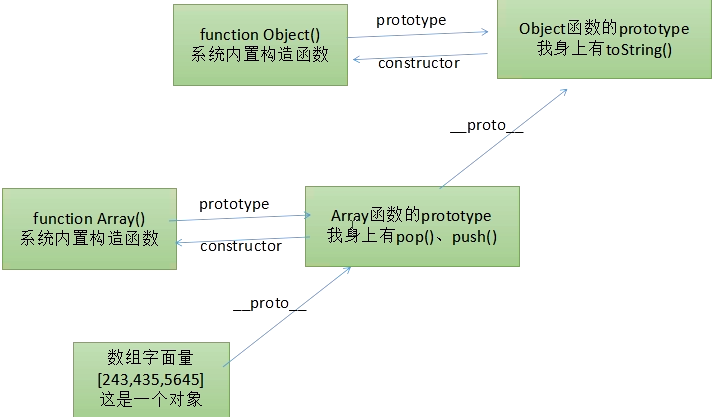 function Object()
系统内置构造函数
prototype
constructor
Object函数的prototype
我身上有toString()
__proto__
function Array()
系统内置构造函数
prototype
constructor
Array函数的prototype
我身上有pop()、push()
__proto__
数组字面量
[243,435,5645]
这是一个对象